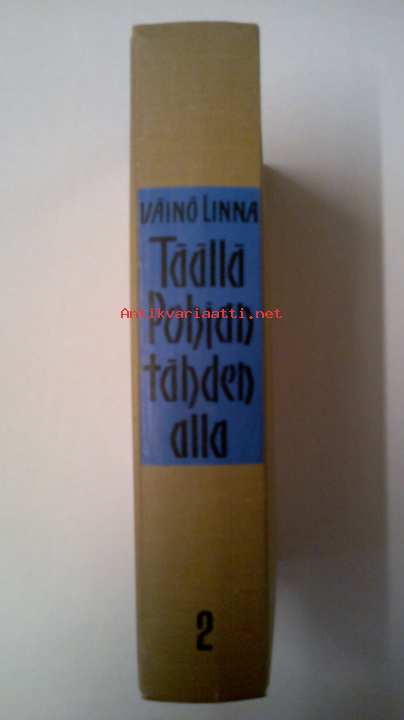 VÄINÖ LINNA
Täällä
Antikvariaatti.net
Pohjan
tähden
alla
2